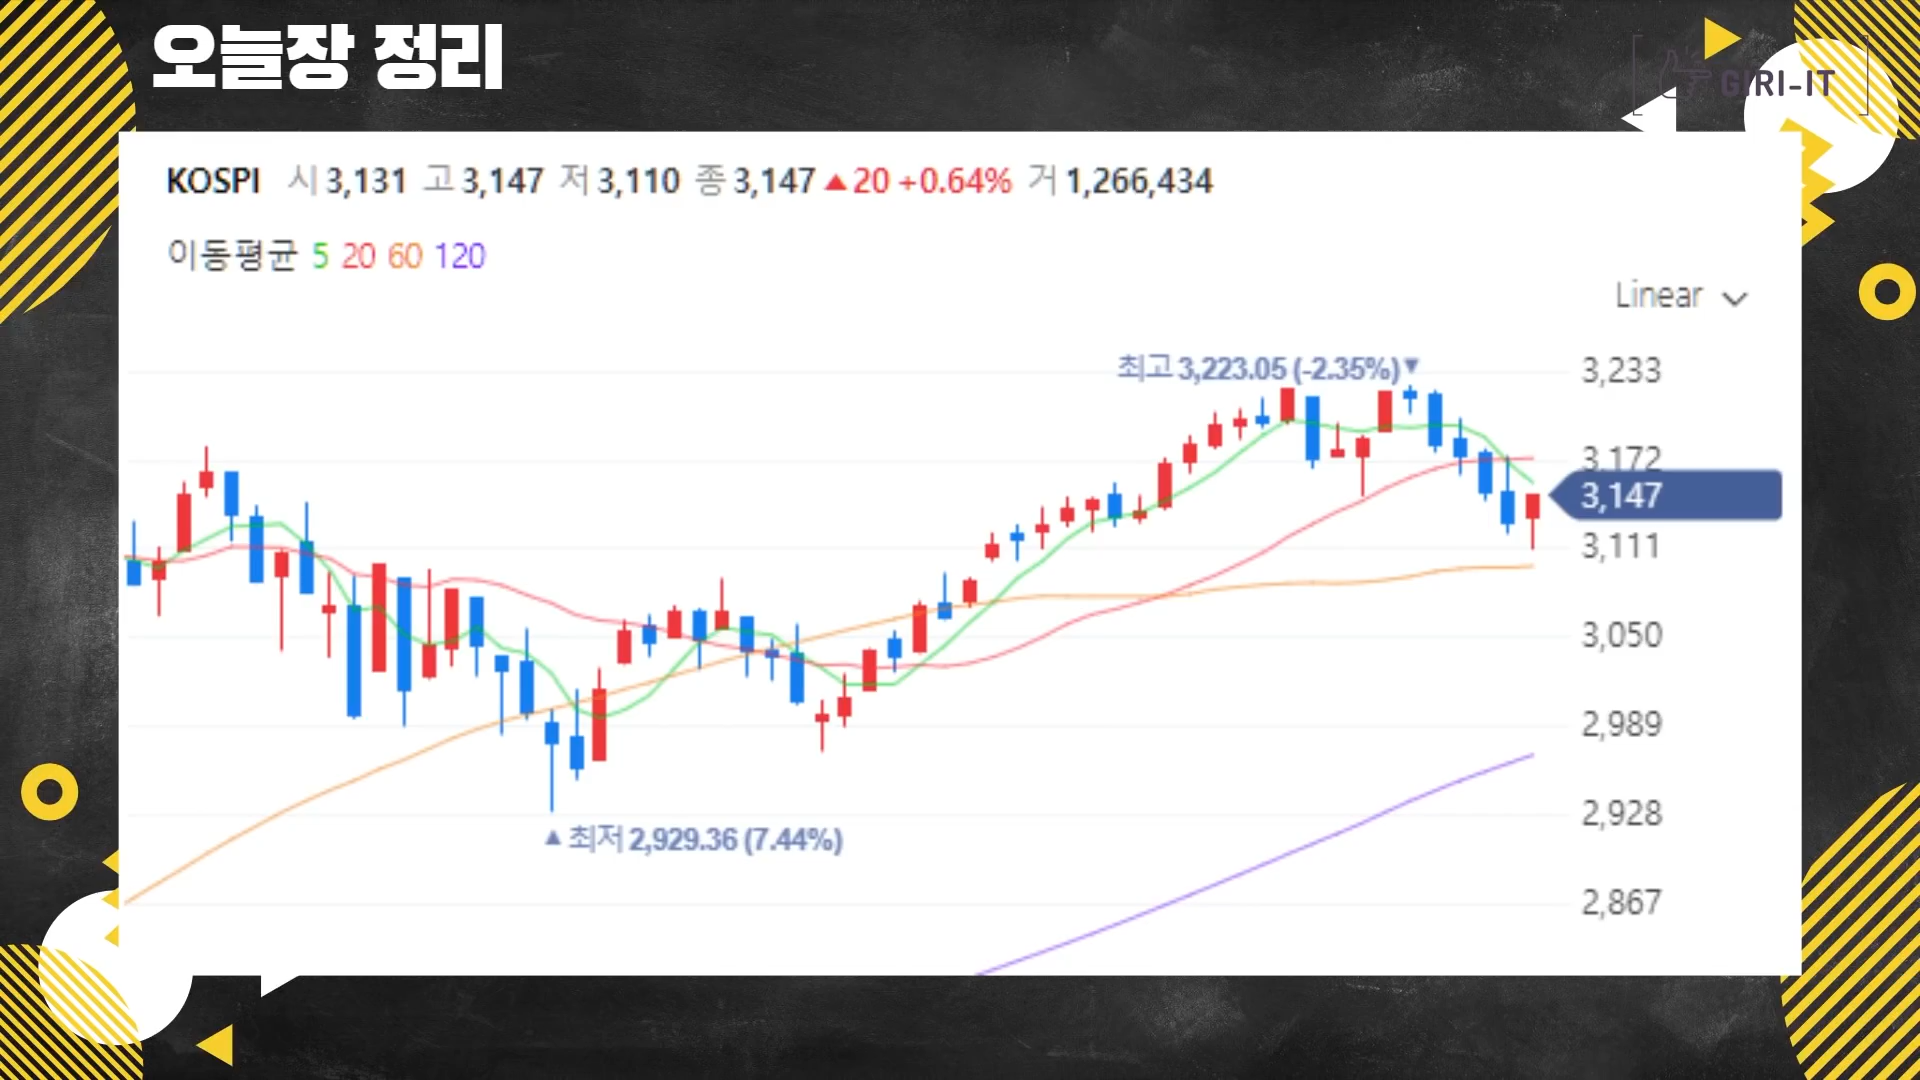 오늘장 정리
GIRI-IT
KOSPI 시 3,131 고 3,147 저 3,110 종 3,147 ▲20 +0.64% 거 1,266,434
이동평균 5 20 60 120
Linear
최고 3,223.05 (-2.35%)▼
3,233
3,172
3,147
3,111
3,050
2,989
2,928
▲최저 2,929.36 (7.44%)
2,867